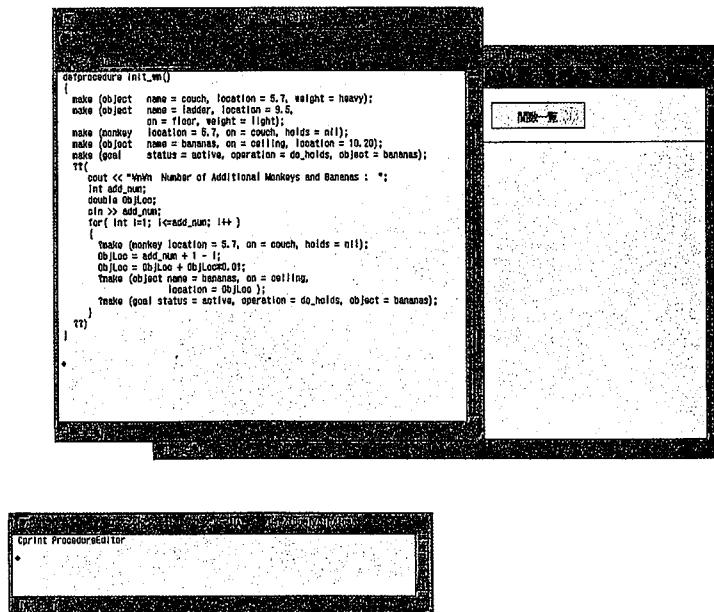 defprocedure init_wm()
{
make (object name = couch, location = 5.7, weight = heavy);
make (object name = ladder, location = 9.5,
on = floor, weight = light);
make (monkey location = 5.7, on = couch, holds = nil);
make (object name = bananas, on = ceiling, location = 10.20);
make (goal status = active, operation = do_holds, object = bananas);
??(
cout << "¥n¥n Number of Additional Monkeys and Bananas : ";
int add_num;
double ObjLoc;
cin >> add_num;
for( int i=1; i<=add_num; i++ )
{
?make (monkey location = 5.7, on = couch, holds = nil);
ObjLoc = add_num + 1 - i;
ObjLoc = ObjLoc + ObjLoc*0.01;
?make (object name = bananas, on = ceiling,
location = ObjLoc );
?make (goal status = active, operation = do_holds, object = bananas);
}
??)
}
関数一覧
Cprint ProcedureEditor